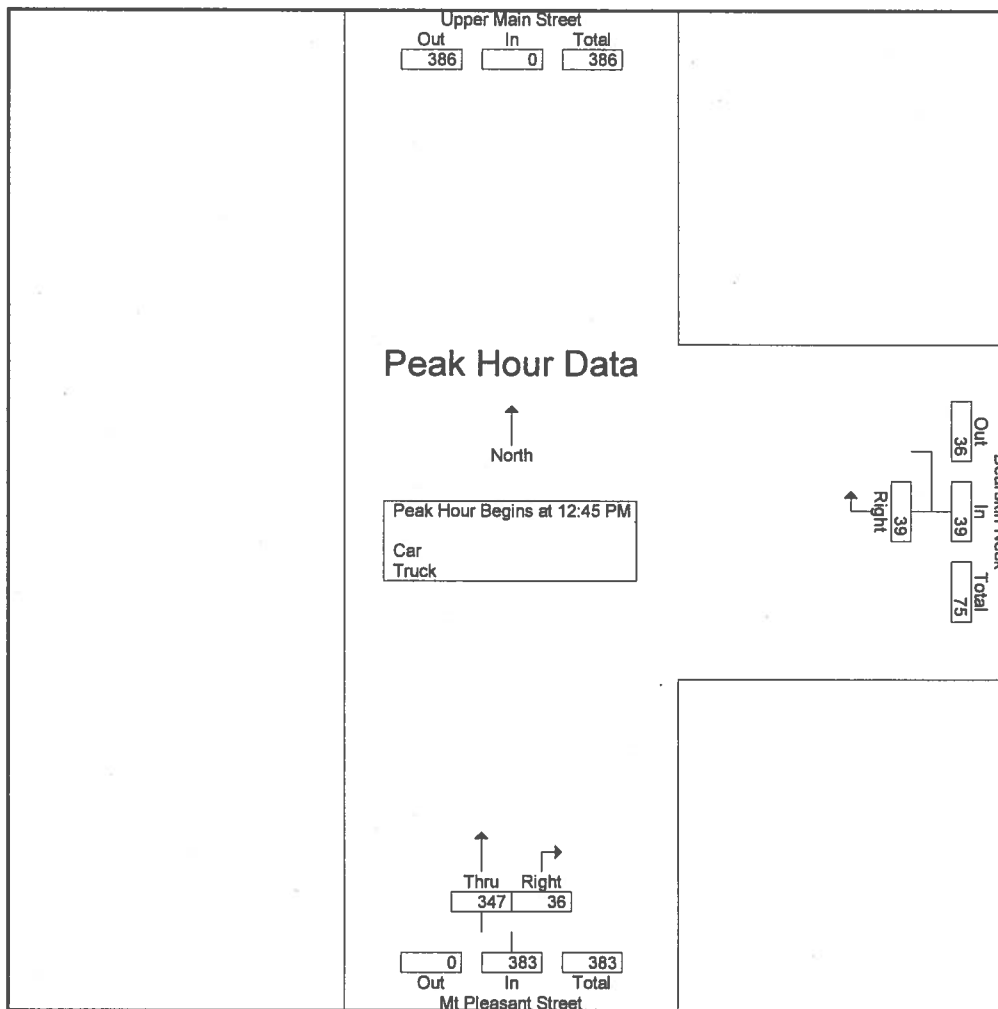 Upper Main Street
Out In Total
386 0 386
Peak Hour Data
North
Peak Hour Begins at 12:45 PM
Car
Truck
Out
36
In
39
Total
75
Right
39
Thru Right
347 36
0 383 383
Out In Total
Mt Pleasant Street